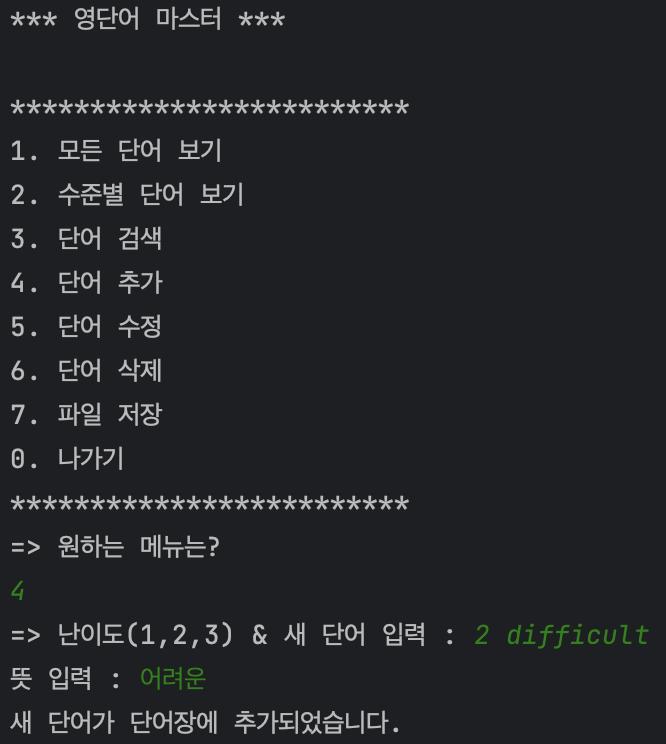 *** 영단어 마스터 ***
*************************
1. 모든 단어 보기
2. 수준별 단어 보기
3. 단어 검색
4. 단어 추가
5. 단어 수정
6. 단어 삭제
7. 파일 저장
0. 나가기
*************************
=> 원하는 메뉴는?
4
=> 난이도(1,2,3) & 새 단어 입력 : 2 difficult
뜻 입력 : 어려운
새 단어가 단어장에 추가되었습니다.